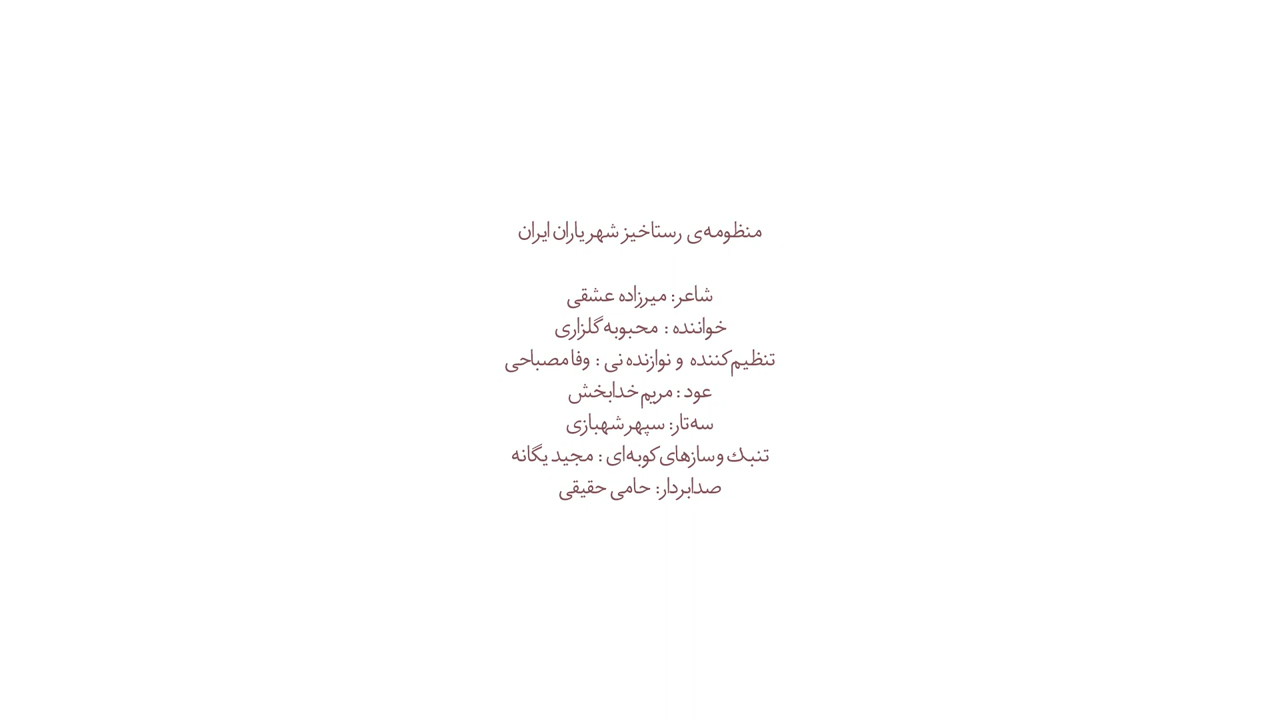 منظومه‌ی رستاخیز شهریاران ایران
شاعر: میرزاده عشقی
خواننده : محبوبه گلزاری
تنظیم‌کننده و نوازنده نی : وفا مصباحی
عود : مریم خدابخش
سه‌تار: سپهر شهبازی
تنبک و سازهای کوبه‌ای : مجید یگانه
صدابردار: حامی حقیقی